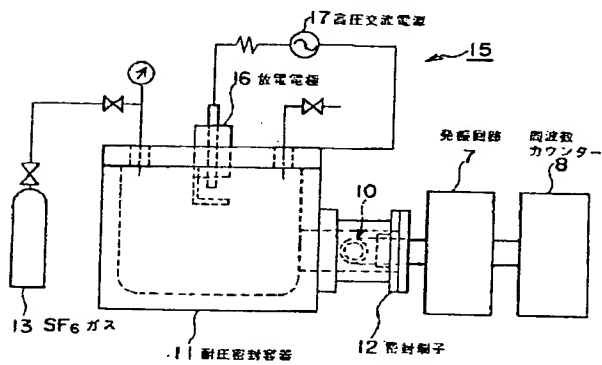 17 高圧交流電源
15
16
放電電極
発振回路
7
周波数
カウンター
8
10
13 SF6 ガス
11 耐圧密封容器
12 密封端子